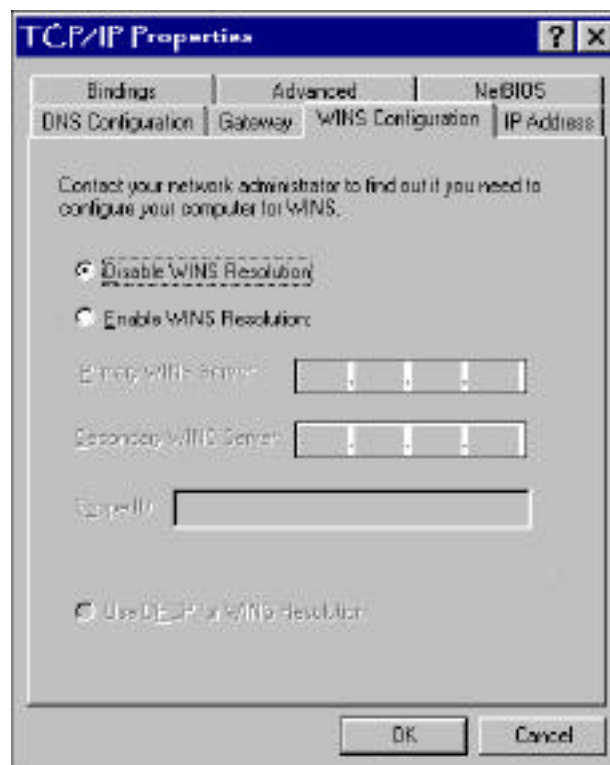 TCP/IP Properties
? ×
Bindings Advanced NetBIOS
DNS Configuration Gateway WINS Configuration IP Address
Contact your network administrator to find out if you need to
configure your computer for WINS.
Disable WINS Resolution
Enable WINS Resolution:
Primary WINS Server:
Secondary WINS Server:
Scope ID:
Use DHCP for WINS Resolution
OK Cancel